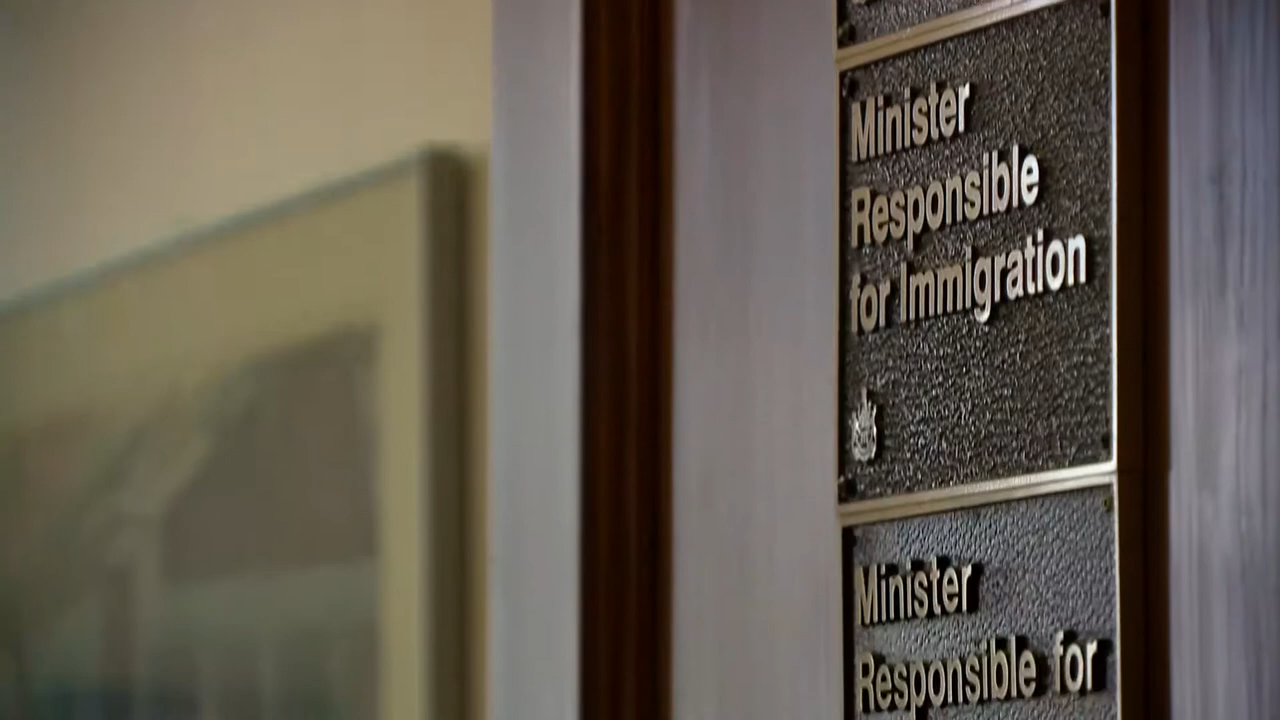 Minister
Responsible
for Immigration
Minister
Responsible for